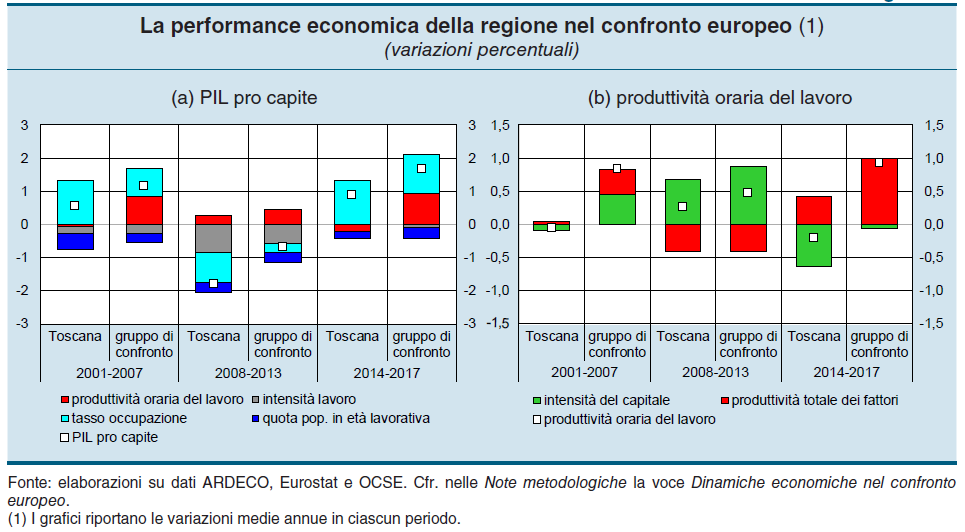 La performance economica della regione nel confronto europeo (1)
(variazioni percentuali)
(a) PIL pro capite
(b) produttività oraria del lavoro
3 3 1,5 1,5
2 2 1,0 1,0
1 1 0,5 0,5
0 0 0,0 0,0
-1 -1 -0,5 -0,5
-2 -2 -1,0 -1,0
-3 -3 -1,5 -1,5
Toscana gruppo di confronto Toscana gruppo di confronto Toscana gruppo di confronto
2001-2007 2008-2013 2014-2017
Toscana gruppo di confronto Toscana gruppo di confronto Toscana gruppo di confronto
2001-2007 2008-2013 2014-2017
produttività oraria del lavoro intensità lavoro
tasso occupazione quota pop. in età lavorativa
PIL pro capite
intensità del capitale produttività totale dei fattori
produttività oraria del lavoro
Fonte: elaborazioni su dati ARDECO, Eurostat e OCSE. Cfr. nelle Note metodologiche la voce Dinamiche economiche nel confronto
europeo.
(1) I grafici riportano le variazioni medie annue in ciascun periodo.